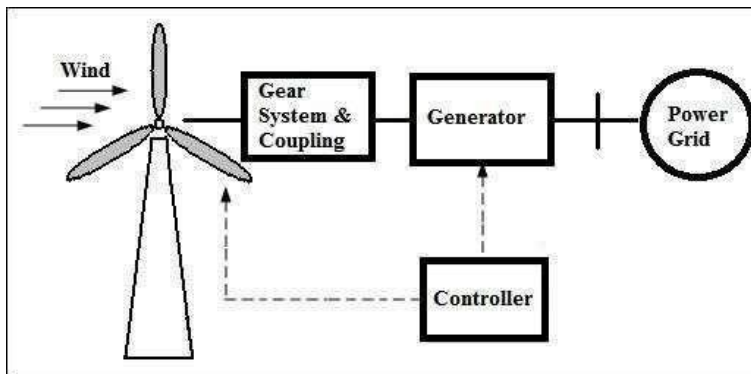 Wind
Gear
System &
Coupling
Generator
Power
Grid
Controller